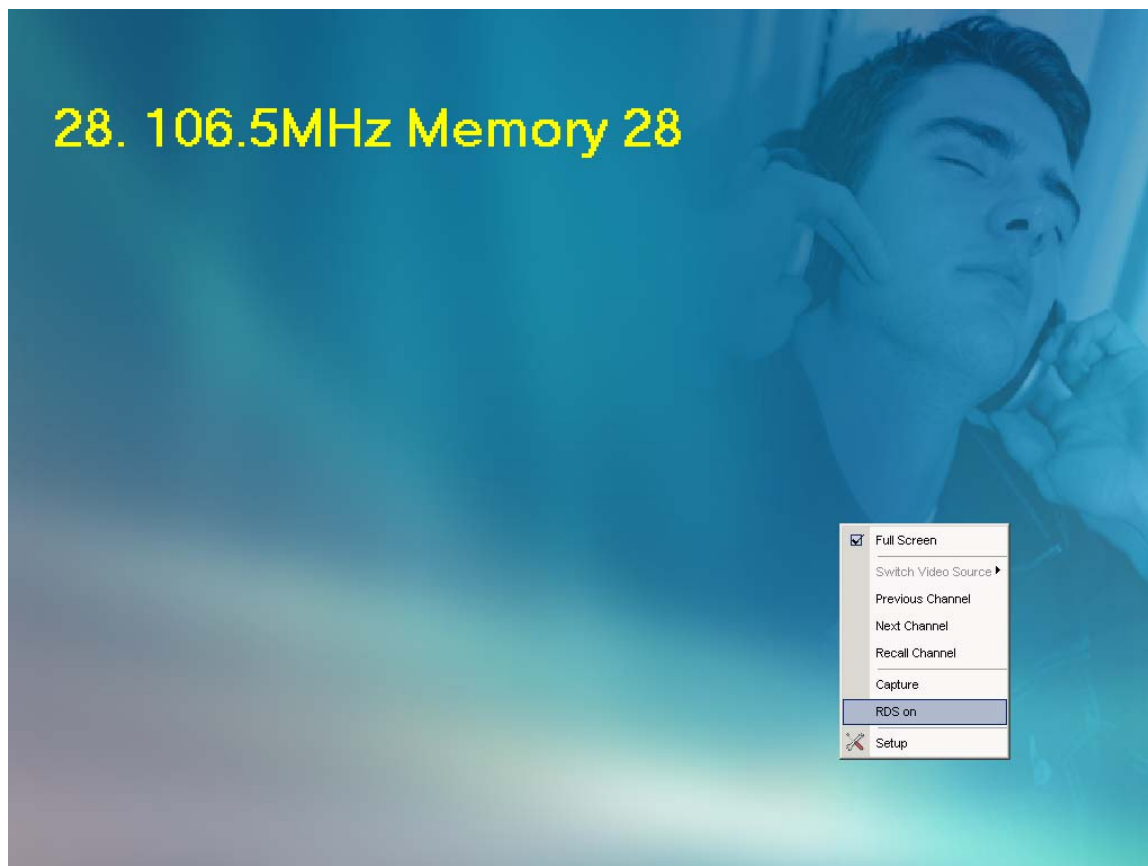 28. 106.5MHz Memory 28
Full Screen
Switch Video Source
Previous Channel
Next Channel
Recall Channel
Capture
RDS on
Setup